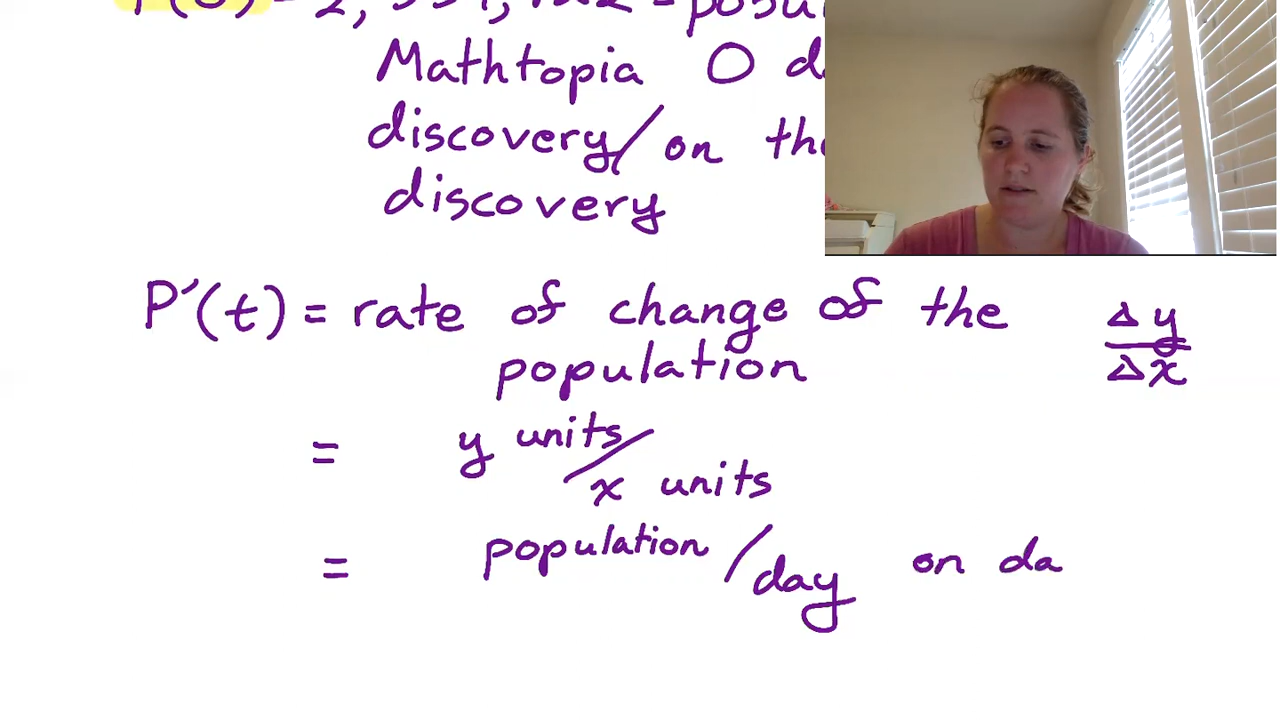 Mathtopia 0
discovery/on
discovery
P'(t) = rate of change of the
population
Δy
Δx
= y units/
x units
= population/day on da